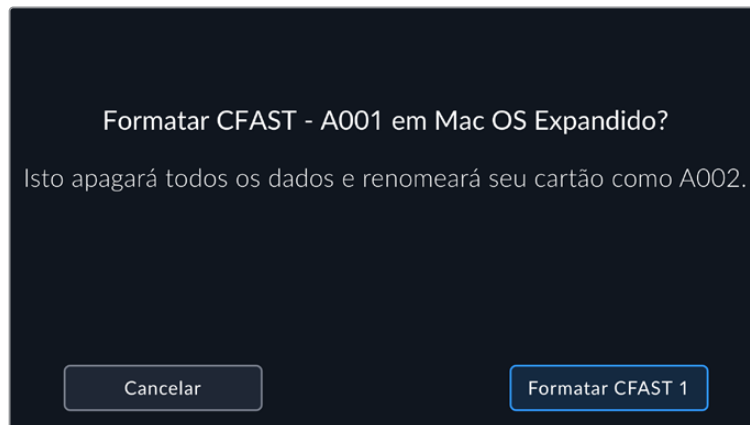 Formatar CFAST - A001 em Mac OS Expandido?
Isto apagará todos os dados e renomeará seu cartão como A002.
Cancelar
Formatar CFAST 1